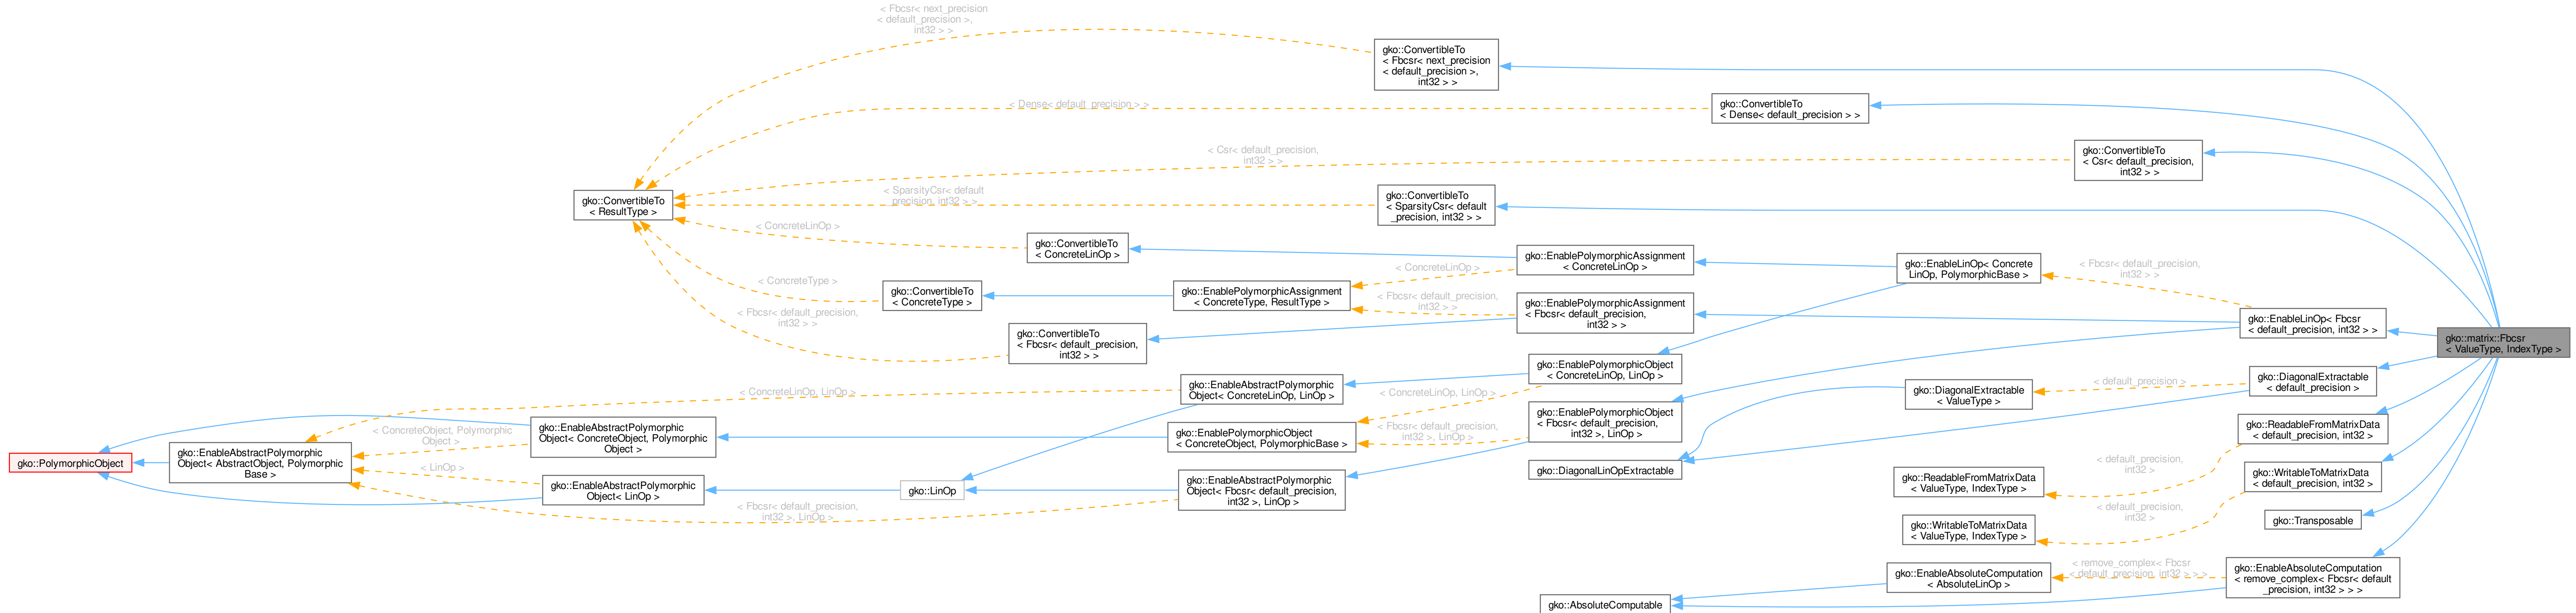 < Fbcsr< next_precision
< default_precision >,
int32 > >
gko::ConvertibleTo
< Fbcsr< next_precision
< default_precision >,
int32 > >
< Dense< default_precision > >
gko::ConvertibleTo
< Dense< default_precision > >
< Csr< default_precision,
int32 > >
gko::ConvertibleTo
< Csr< default_precision,
int32 > >
< SparsityCsr< default
_precision, int32 > >
gko::ConvertibleTo
< SparsityCsr< default
_precision, int32 > >
gko::ConvertibleTo
< ResultType >
< ConcreteLinOp >
gko::ConvertibleTo
< ConcreteLinOp >
gko::EnablePolymorphicAssignment
< ConcreteLinOp >
gko::EnableLinOp< Concrete
LinOp, PolymorphicBase >
< Fbcsr< default_precision,
int32 > >
< ConcreteType >
gko::ConvertibleTo
< ConcreteType >
gko::EnablePolymorphicAssignment
< ConcreteType, ResultType >
< ConcreteLinOp >
< Fbcsr< default_precision,
int32 > >
gko::EnablePolymorphicAssignment
< Fbcsr< default_precision,
int32 > >
gko::EnableLinOp< Fbcsr
< default_precision, int32 > >
< Fbcsr< default_precision,
int32 > >
gko::ConvertibleTo
< Fbcsr< default_precision,
int32 > >
gko::matrix::Fbcsr
< ValueType, IndexType >
gko::EnablePolymorphicObject
< ConcreteLinOp, LinOp >
< ConcreteLinOp, LinOp >
gko::EnableAbstractPolymorphic
Object< ConcreteLinOp, LinOp >
< ConcreteLinOp, LinOp >
gko::DiagonalExtractable
< ValueType >
< default_precision >
gko::DiagonalExtractable
< default_precision >
gko::EnablePolymorphicObject
< Fbcsr< default_precision,
int32 >, LinOp >
gko::ReadableFromMatrixData
< default_precision, int32 >
< ConcreteObject, Polymorphic
Object >
gko::EnableAbstractPolymorphic
Object< ConcreteObject, Polymorphic
Object >
gko::EnablePolymorphicObject
< ConcreteObject, PolymorphicBase >
< Fbcsr< default_precision,
int32 >, LinOp >
gko::PolymorphicObject
gko::EnableAbstractPolymorphic
Object< AbstractObject, Polymorphic
Base >
< LinOp >
gko::EnableAbstractPolymorphic
Object< LinOp >
gko::LinOp
gko::EnableAbstractPolymorphic
Object< Fbcsr< default_precision,
int32 >, LinOp >
gko::DiagonalLinOpExtractable
< Fbcsr< default_precision,
int32 >, LinOp >
gko::ReadableFromMatrixData
< ValueType, IndexType >
< default_precision,
int32 >
gko::WritableToMatrixData
< default_precision, int32 >
gko::WritableToMatrixData
< ValueType, IndexType >
< default_precision,
int32 >
gko::Transposable
gko::EnableAbsoluteComputation
< AbsoluteLinOp >
< remove_complex< Fbcsr
< default_precision, int32 > > >
gko::EnableAbsoluteComputation
< remove_complex< Fbcsr< default
_precision, int32 > > >
gko::AbsoluteComputable